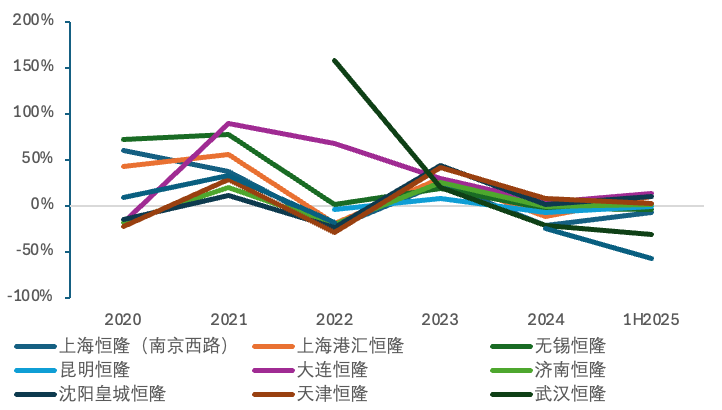 200%
150%
100%
50%
0%
-50%
-100%
2020 2021 2022 2023 2024 1H2025
上海恒隆（南京西路） 上海港汇恒隆 无锡恒隆
昆明恒隆 大连恒隆 济南恒隆
沈阳皇城恒隆 天津恒隆 武汉恒隆